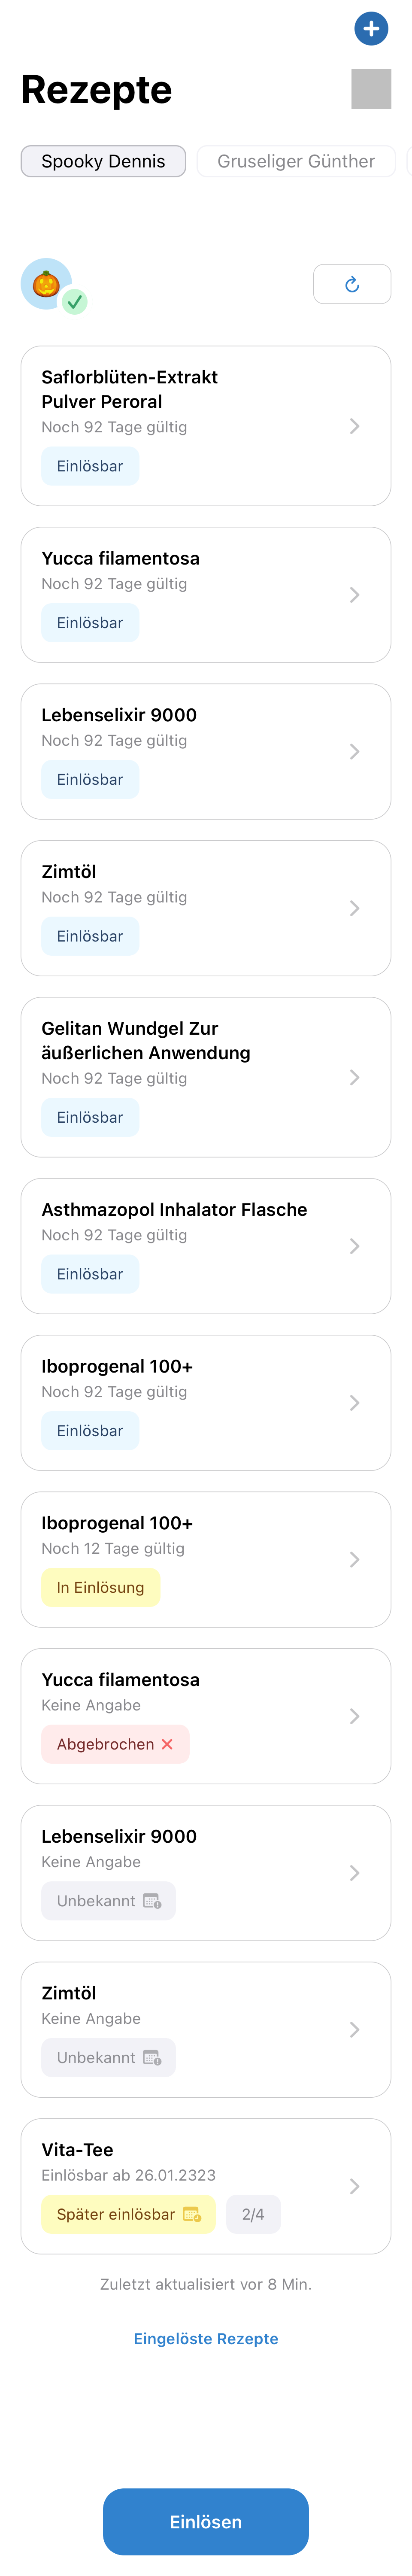 Rezepte
Spooky Dennis
Gruseliger Günther
Saflorblüten-Extrakt
Pulver Peroral
Noch 92 Tage gültig
Einlösbar
Yucca filamentosa
Noch 92 Tage gültig
Einlösbar
Lebenselixir 9000
Noch 92 Tage gültig
Einlösbar
Zimtöl
Noch 92 Tage gültig
Einlösbar
Gelitan Wundgel Zur
äußerlichen Anwendung
Noch 92 Tage gültig
Einlösbar
Asthmazopol Inhalator Flasche
Noch 92 Tage gültig
Einlösbar
Iboprogenal 100+
Noch 92 Tage gültig
Einlösbar
Iboprogenal 100+
Noch 12 Tage gültig
In Einlösung
Yucca filamentosa
Keine Angabe
Abgebrochen
Lebenselixir 9000
Keine Angabe
Unbekannt
Zimtöl
Keine Angabe
Unbekannt
Vita-Tee
Einlösbar ab 26.01.2323
Später einlösbar 2/4
Zuletzt aktualisiert vor 8 Min.
Eingelöste Rezepte
Einlösen